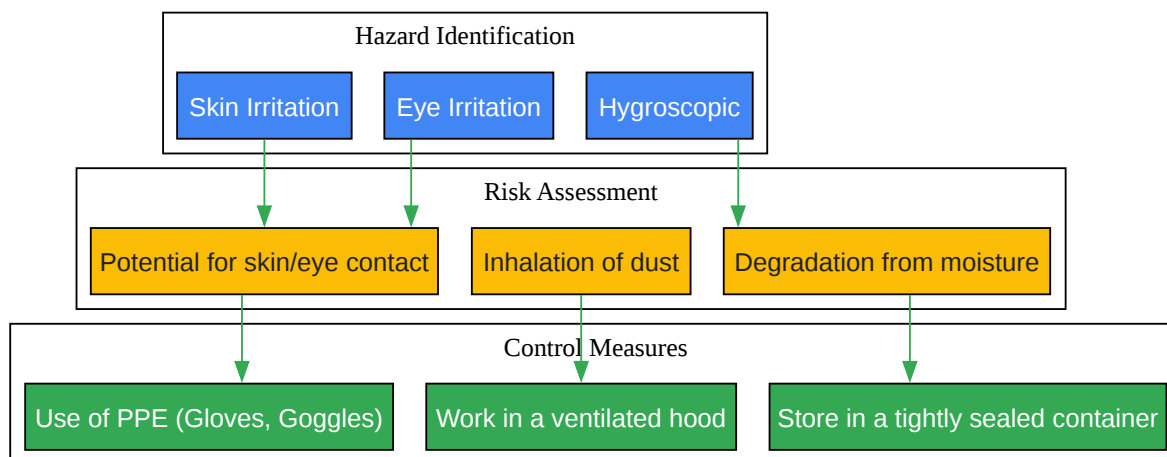 Hazard Identification
Skin Irritation
Eye Irritation
Hygroscopic
Risk Assessment
Potential for skin/eye contact
Inhalation of dust
Degradation from moisture
Control Measures
Use of PPE (Gloves, Goggles)
Work in a ventilated hood
Store in a tightly sealed container